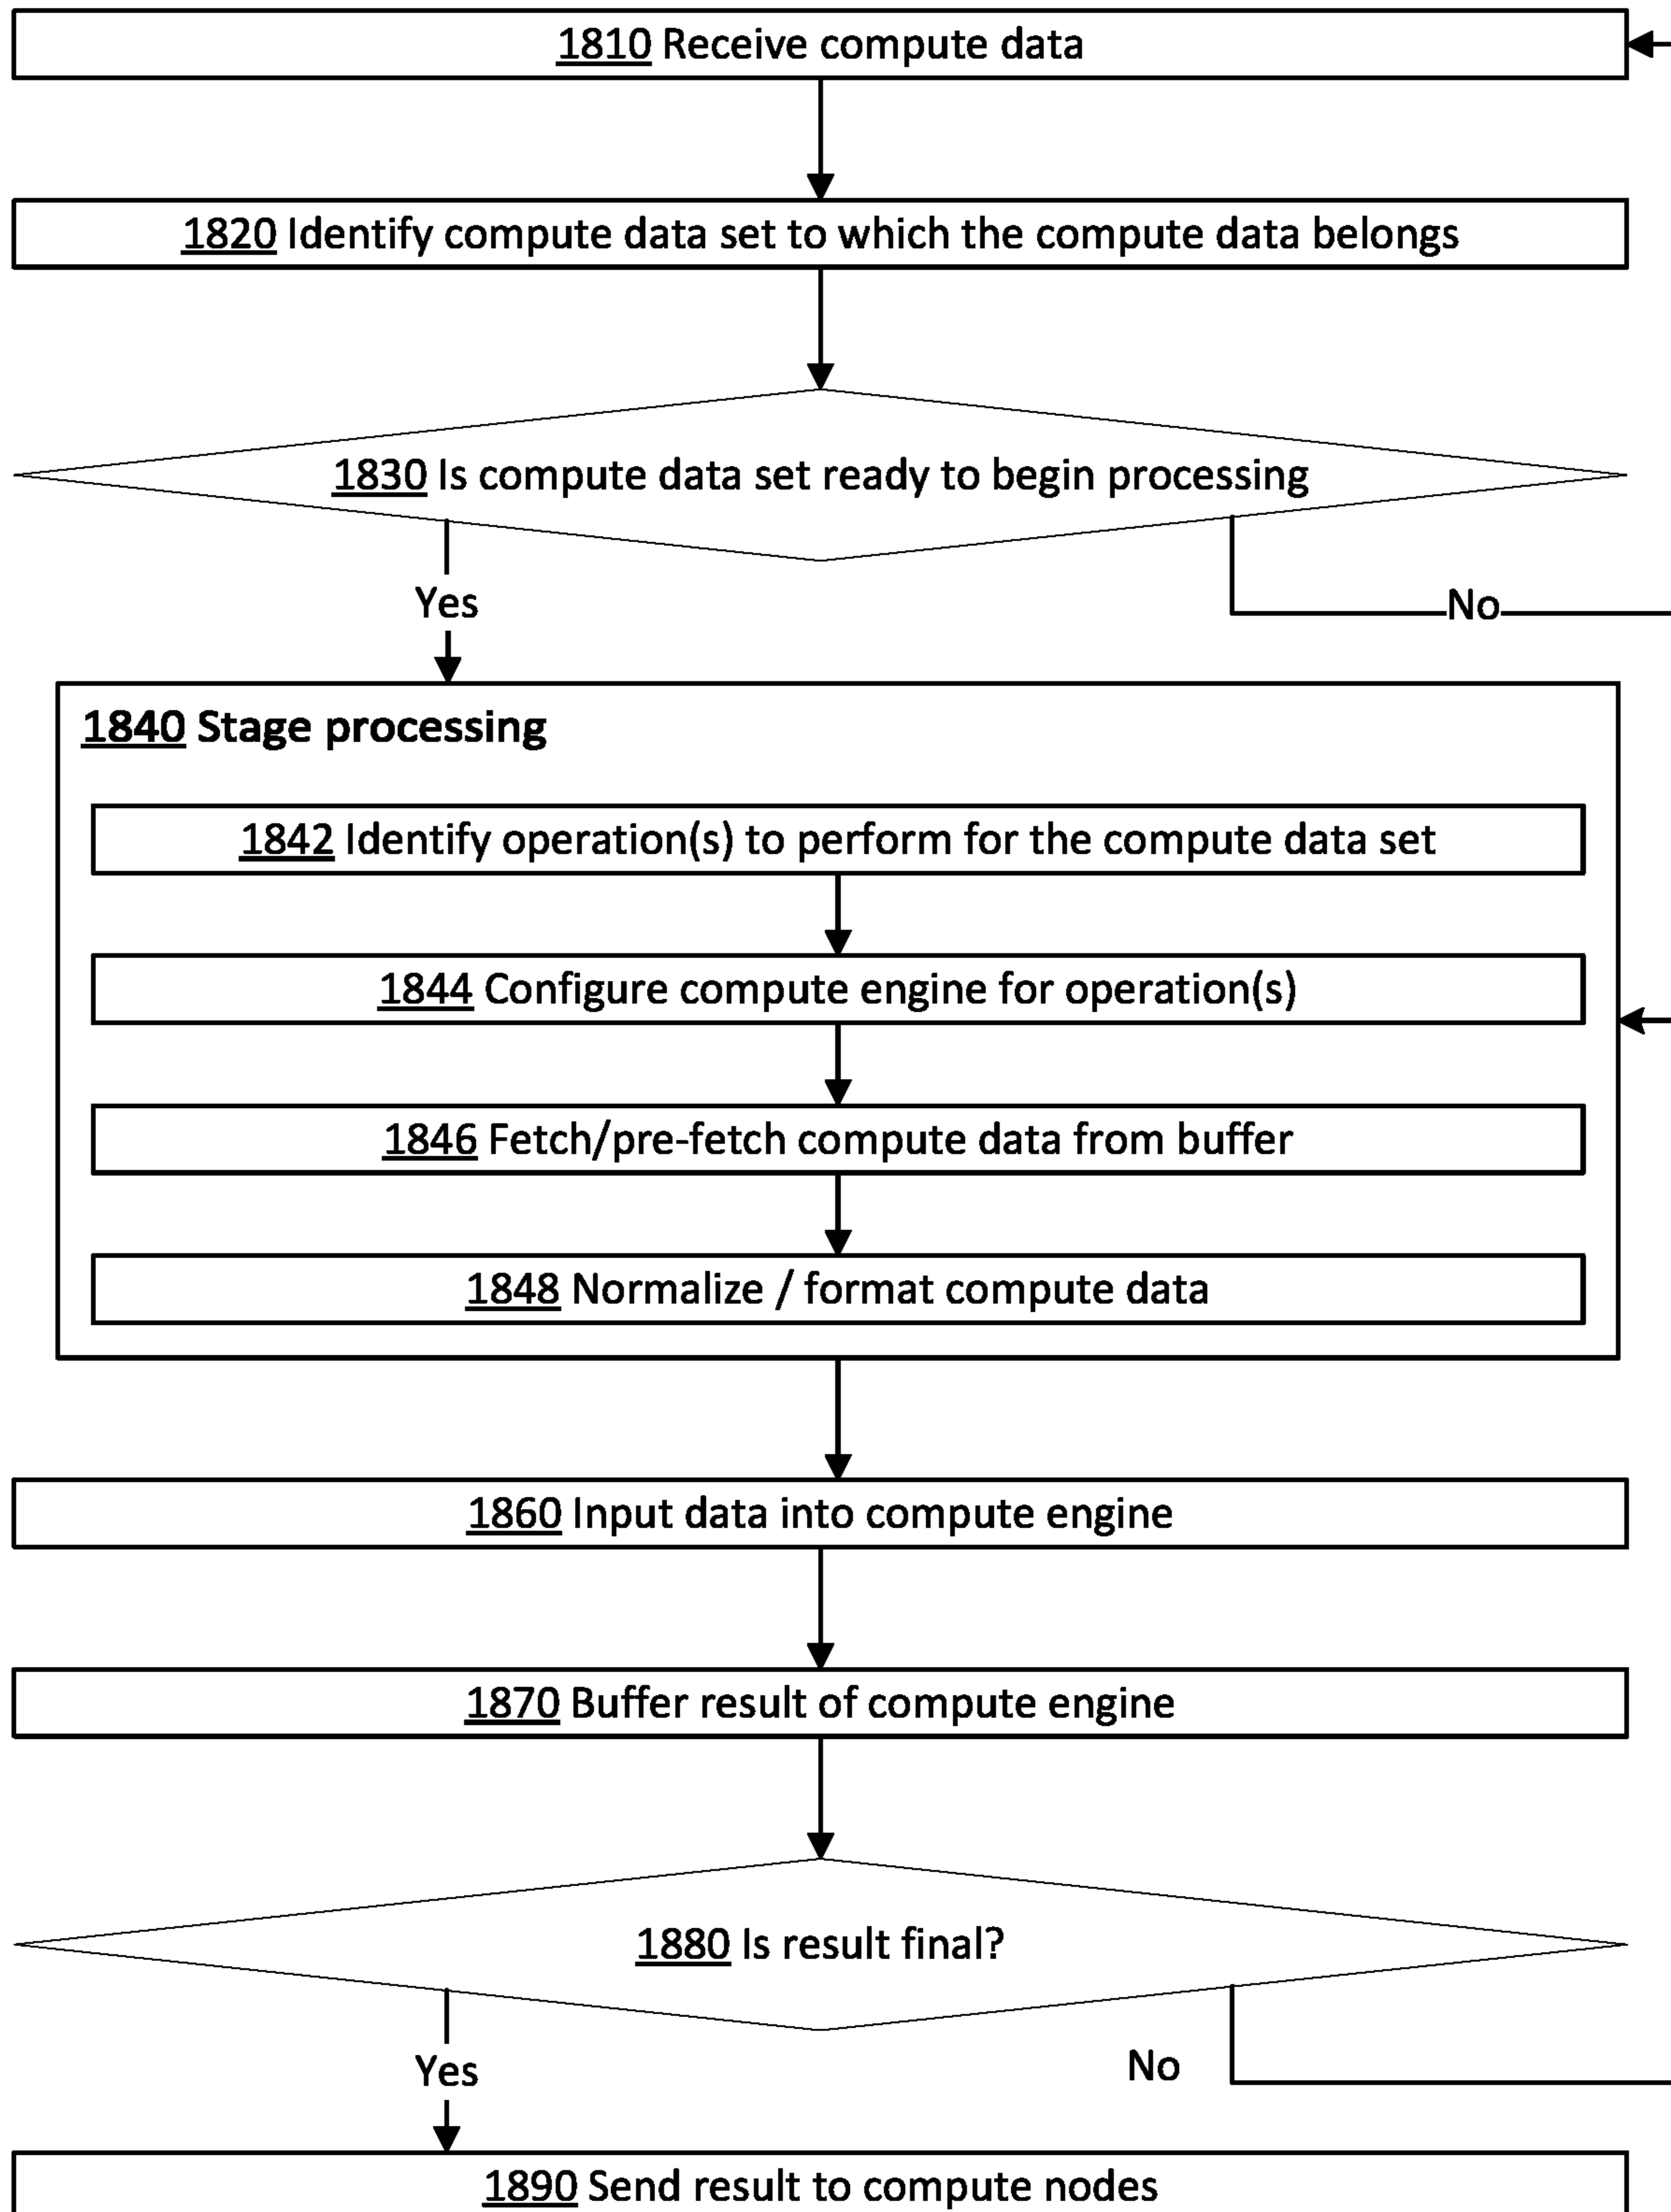 1810 Receive compute data
1820 Identify compute data set to which the compute data belongs
1830 Is compute data set ready to begin processing
Yes
No
1840 Stage processing
1842 Identify operation(s) to perform for the compute data set
1844 Configure compute engine for operation(s)
1846 Fetch/pre-fetch compute data from buffer
1848 Normalize / format compute data
1860 Input data into compute engine
1870 Buffer result of compute engine
1880 Is result final?
Yes
No
1890 Send result to compute nodes